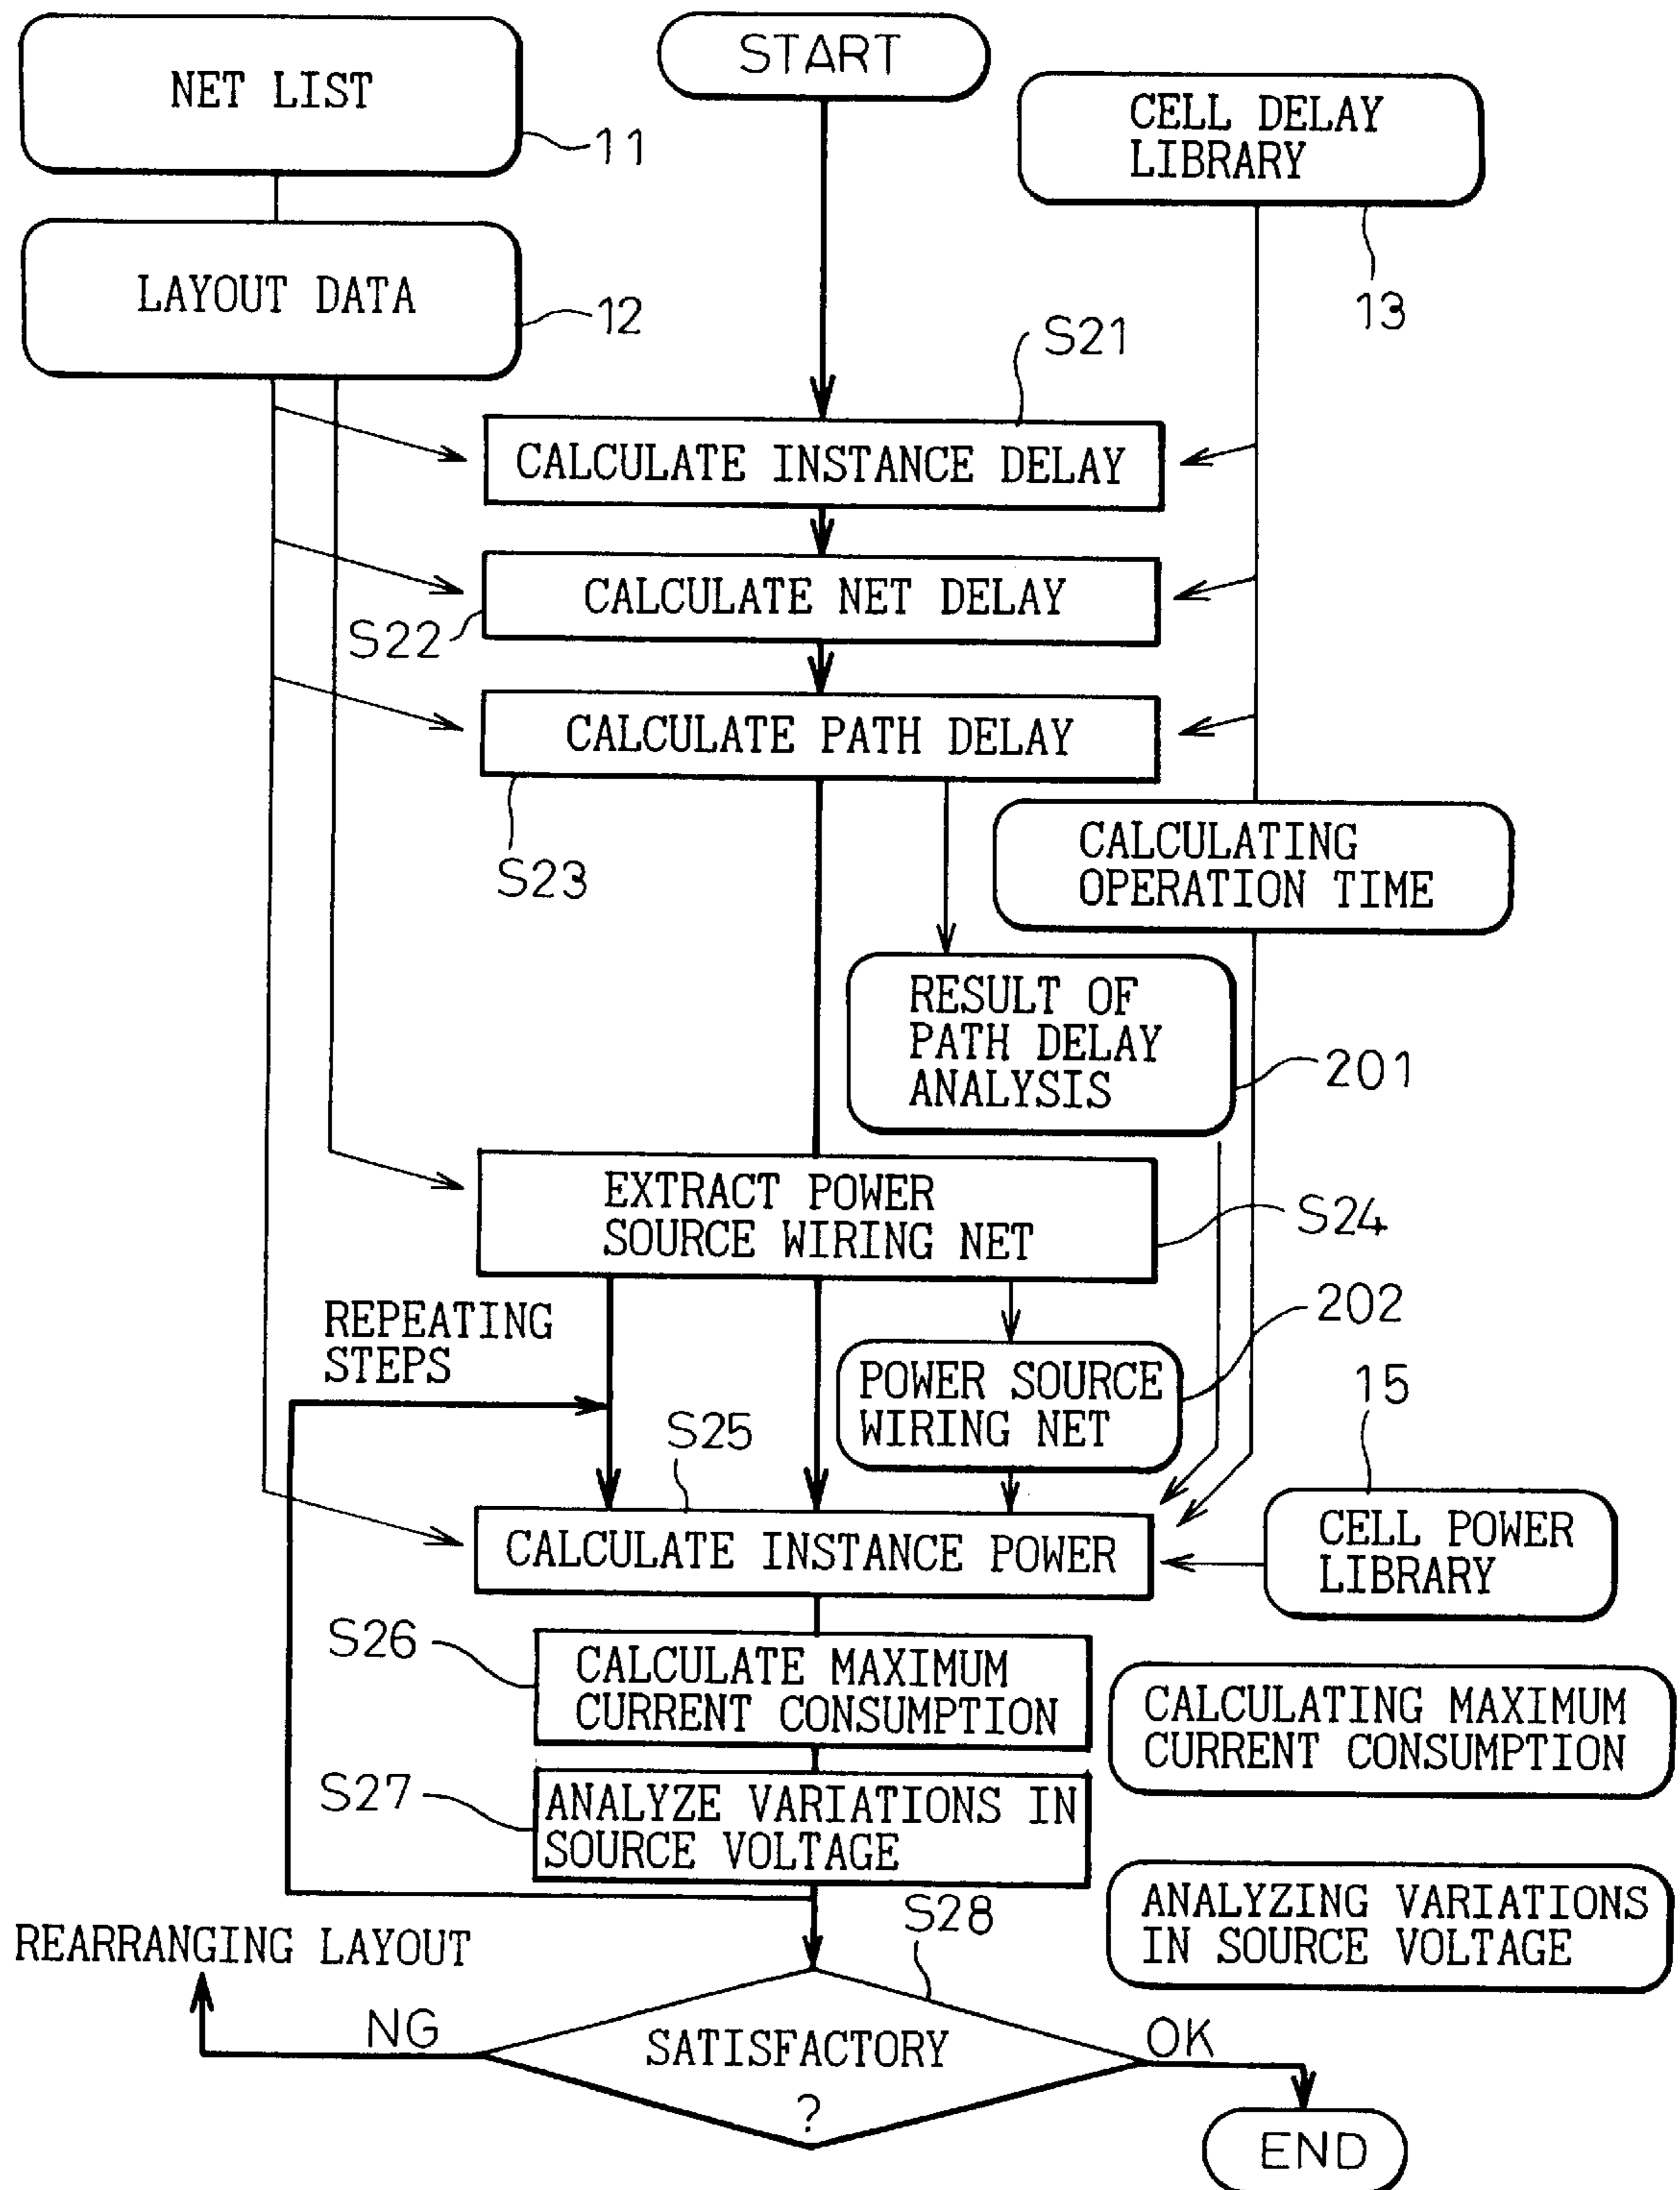 START
NET LIST
11
CELL DELAY
LIBRARY
13
LAYOUT DATA
12
S21
CALCULATE INSTANCE DELAY
CALCULATE NET DELAY
S22
CALCULATE PATH DELAY
S23
CALCULATING
OPERATION TIME
RESULT OF
PATH DELAY
ANALYSIS
201
EXTRACT POWER
SOURCE WIRING NET
S24
REPEATING
STEPS
202
POWER SOURCE
WIRING NET
15
S25
CALCULATE INSTANCE POWER
CELL POWER
LIBRARY
S26
CALCULATE MAXIMUM
CURRENT CONSUMPTION
CALCULATING MAXIMUM
CURRENT CONSUMPTION
S27
ANALYZE VARIATIONS IN
SOURCE VOLTAGE
ANALYZING VARIATIONS
IN SOURCE VOLTAGE
S28
REARRANGING LAYOUT
NG
SATISFACTORY
?
OK
END